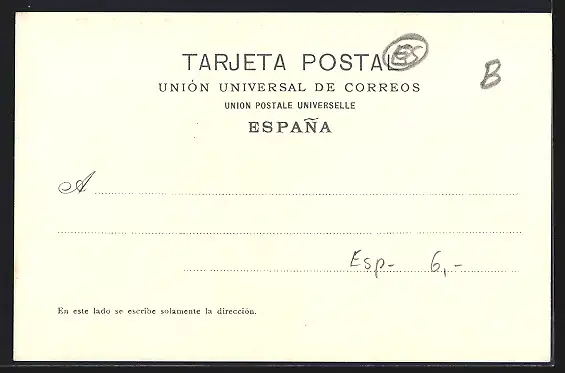 TARJETA POSTAL ES
B
UNIÓN UNIVERSAL DE CORREOS
UNION POSTALE UNIVERSELLE
ESPAÑA
A
Esp- 6,-
En este lado se escribe solamente la dirección.